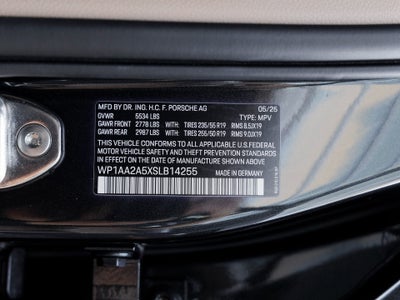 MFD BY DR. ING. H.C. F. PORSCHE AG 05/25
GVWR 5534 LBS TYPE: MPV
GAWR FRONT 2778 LBS WITH: TIRES 235/55 R19 RIMS 8.5JX19
GAWR REAR 2987 LBS WITH: TIRES 255/50 R19 RIMS 9.0JX19
THIS VEHICLE CONFORMS TO ALL APPLICABLE U.S.FEDERAL
MOTOR VEHICLE SAFETY AND THEFT PREVENTION STANDARDS
IN EFFECT ON THE DATE OF MANUFACTURE SHOWN ABOVE.
WP1AA2A5XSLB14255 MADE IN GERMANY